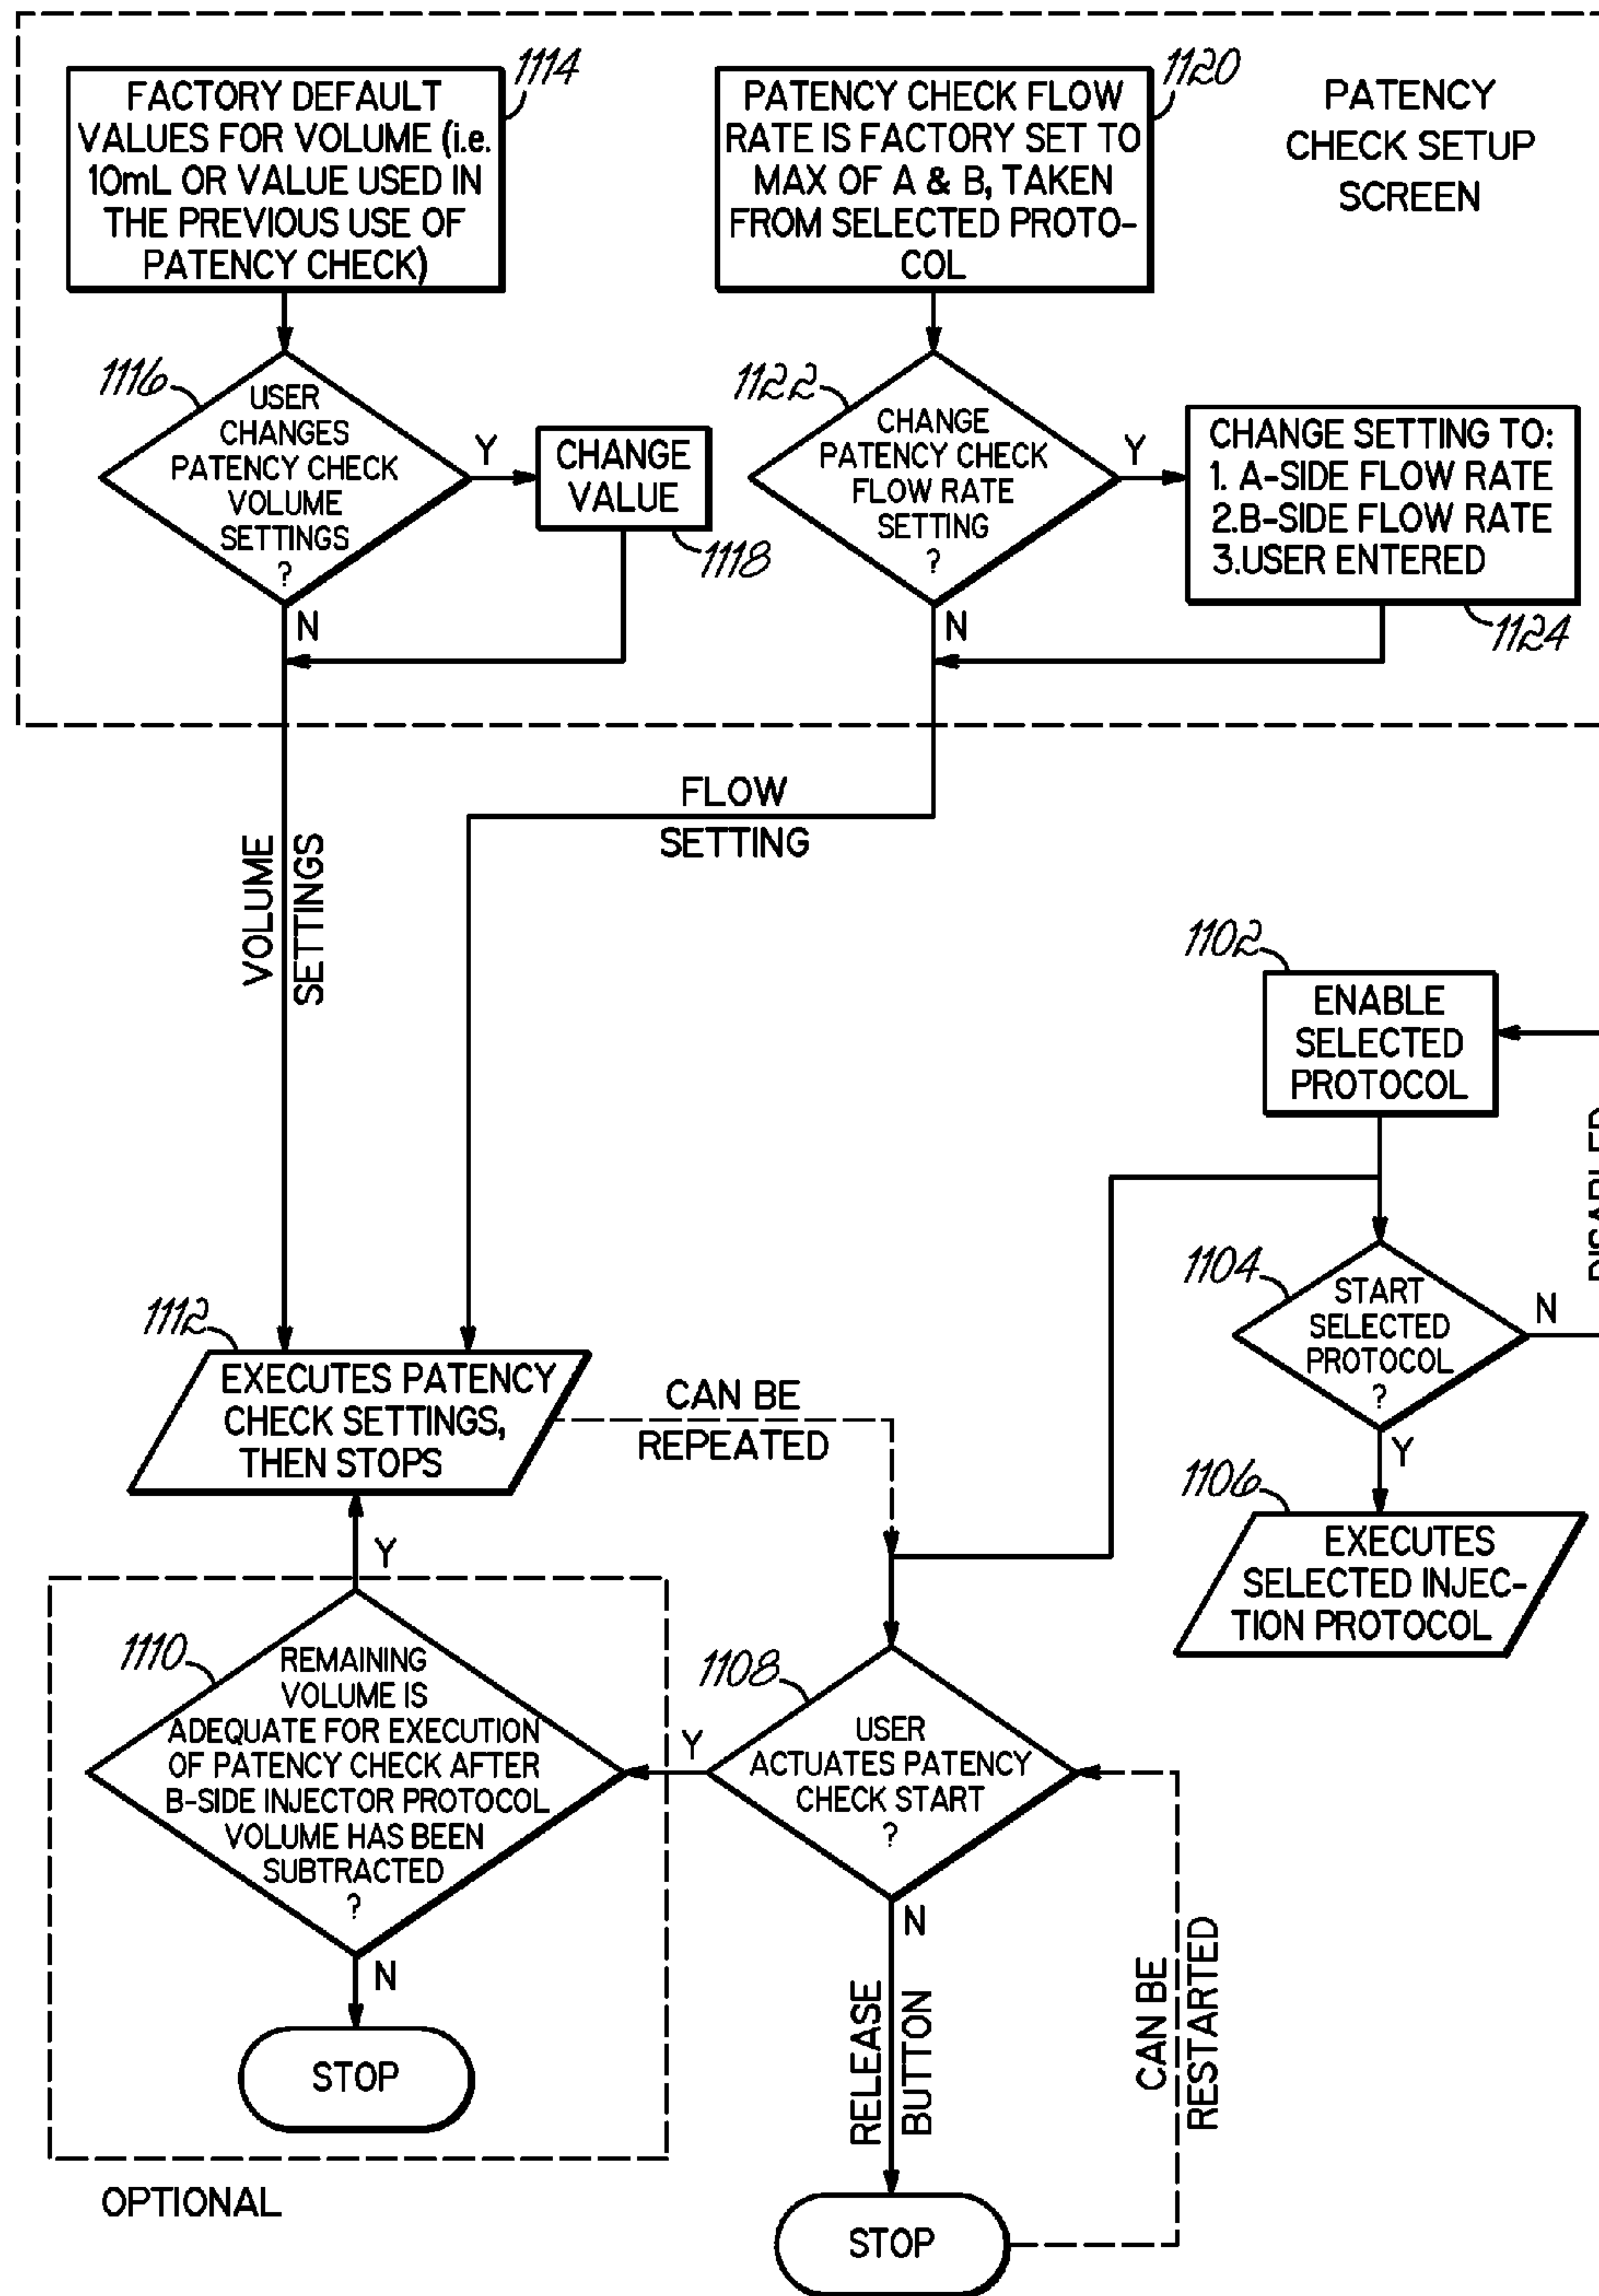 1114
FACTORY DEFAULT
VALUES FOR VOLUME (i.e.
10mL OR VALUE USED IN
THE PREVIOUS USE OF
PATENCY CHECK)
1120
PATENCY CHECK FLOW
RATE IS FACTORY SET TO
MAX OF A & B, TAKEN
FROM SELECTED PROTO-
COL
PATENCY
CHECK SETUP
SCREEN
1116
USER
CHANGES
PATENCY CHECK
VOLUME
SETTINGS
?
Y
N
CHANGE
VALUE
1118
1122
CHANGE
PATENCY CHECK
FLOW RATE
SETTING
?
Y
N
CHANGE SETTING TO:
1. A-SIDE FLOW RATE
2.B-SIDE FLOW RATE
3.USER ENTERED
1124
VOLUME
SETTINGS
FLOW
SETTING
1102
ENABLE
SELECTED
PROTOCOL
DISABLED
1104
START
SELECTED
PROTOCOL
?
N
Y
1106
EXECUTES
SELECTED INJEC-
TION PROTOCOL
1112
EXECUTES PATENCY
CHECK SETTINGS,
THEN STOPS
CAN BE
REPEATED
Y
1110
REMAINING
VOLUME IS
ADEQUATE FOR EXECUTION
OF PATENCY CHECK AFTER
B-SIDE INJECTOR PROTOCOL
VOLUME HAS BEEN
SUBTRACTED
?
N
STOP
OPTIONAL
1108
USER
ACTUATES PATENCY
CHECK START
?
Y
N
RELEASE
BUTTON
CAN BE
RESTARTED
STOP